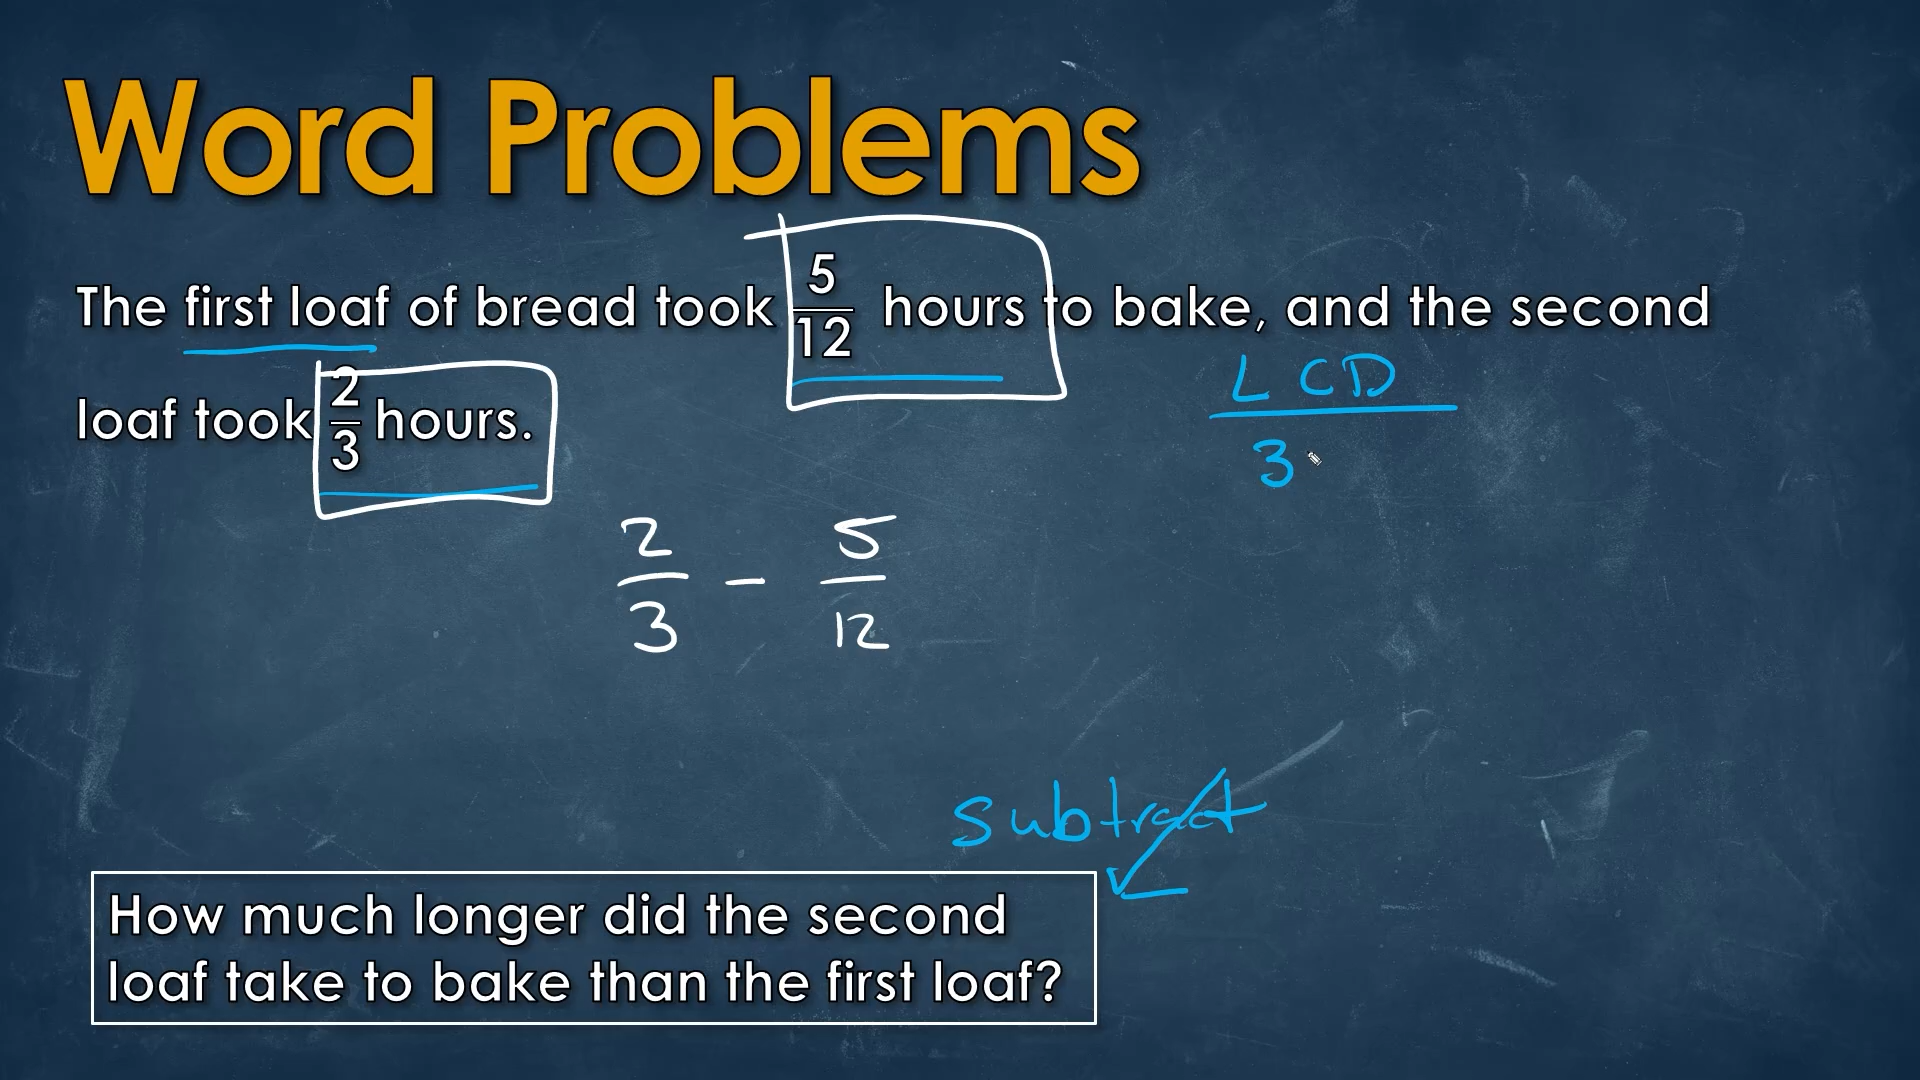 Word Problems
The first loaf of bread took 5/12 hours to bake, and the second
loaf took 2/3 hours.
LCD
3
2/3 - 5/12
subtract
How much longer did the second
loaf take to bake than the first loaf?